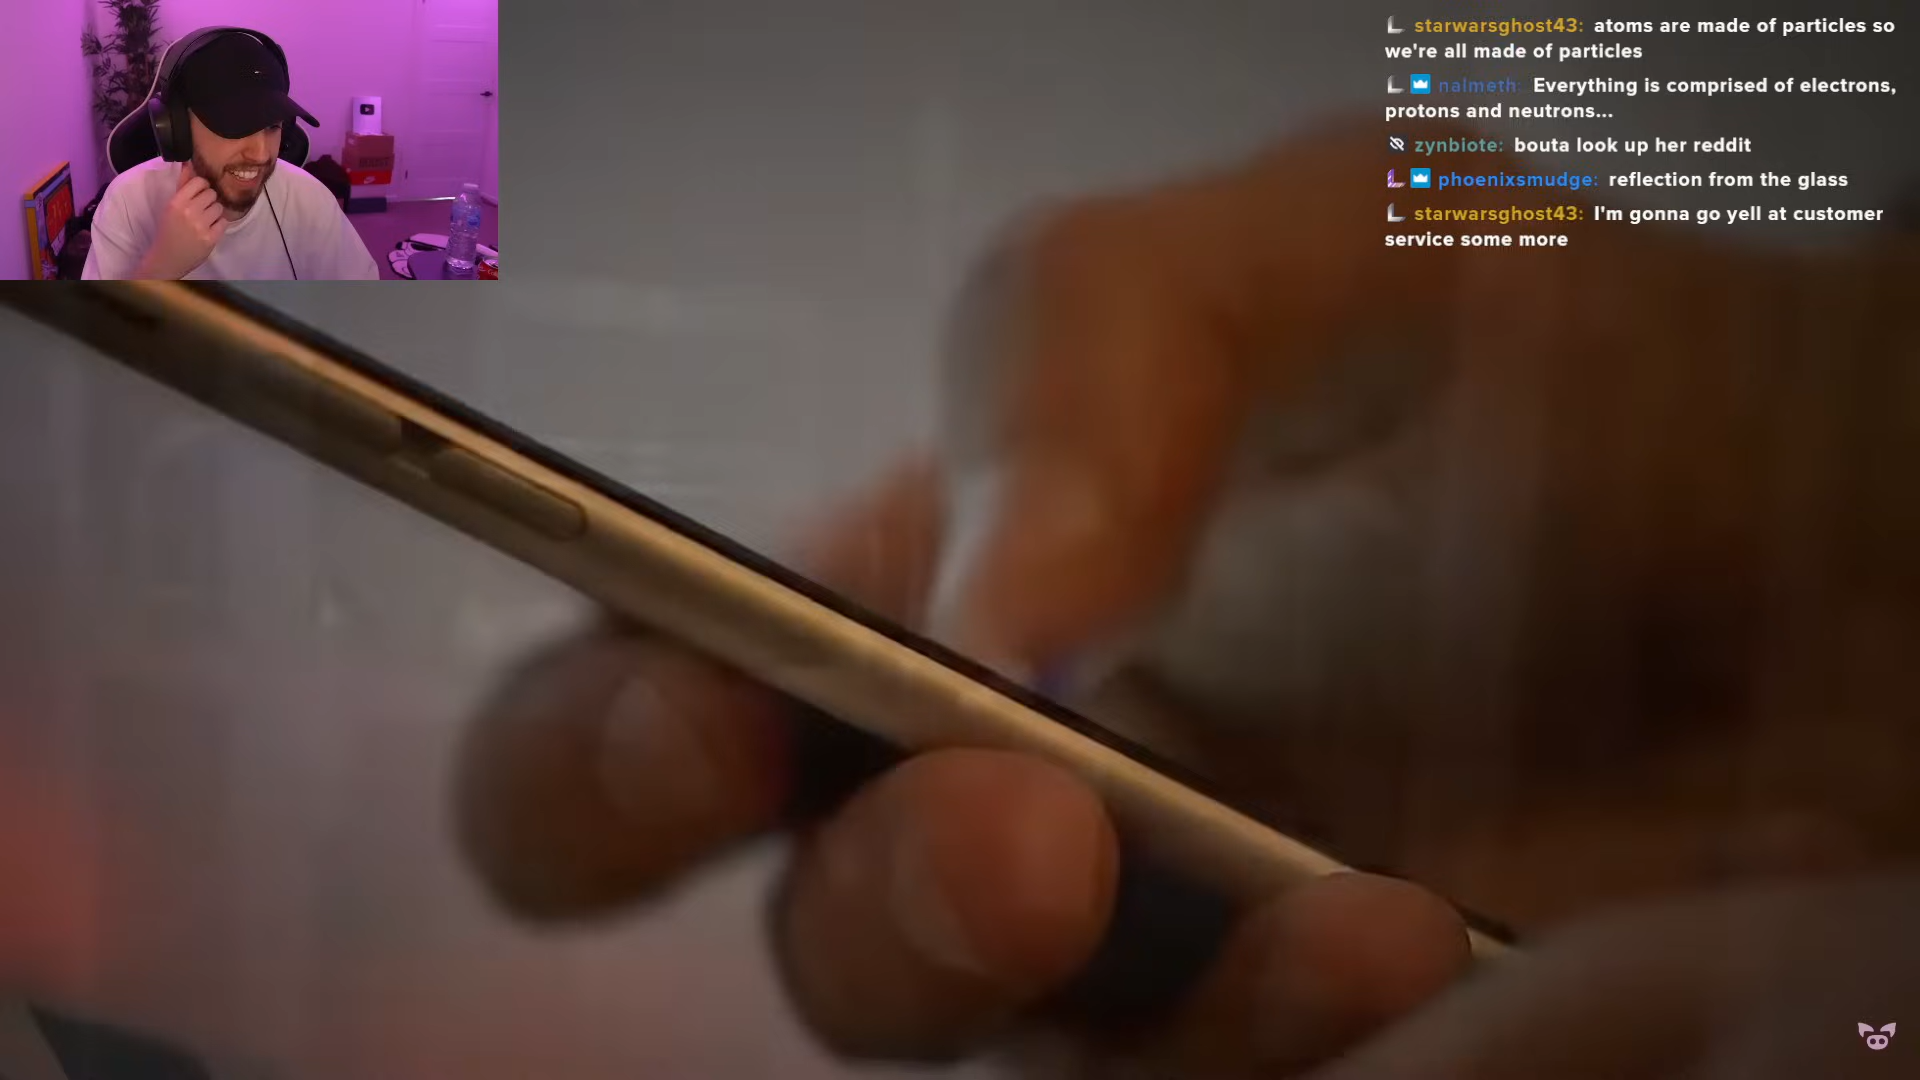 starwarsghost43: atoms are made of particles so
we're all made of particles
nalmeth: Everything is comprised of electrons,
protons and neutrons...
zynbiote: bouta look up her reddit
phoenixsmudge: reflection from the glass
starwarsghost43: I'm gonna go yell at customer
service some more